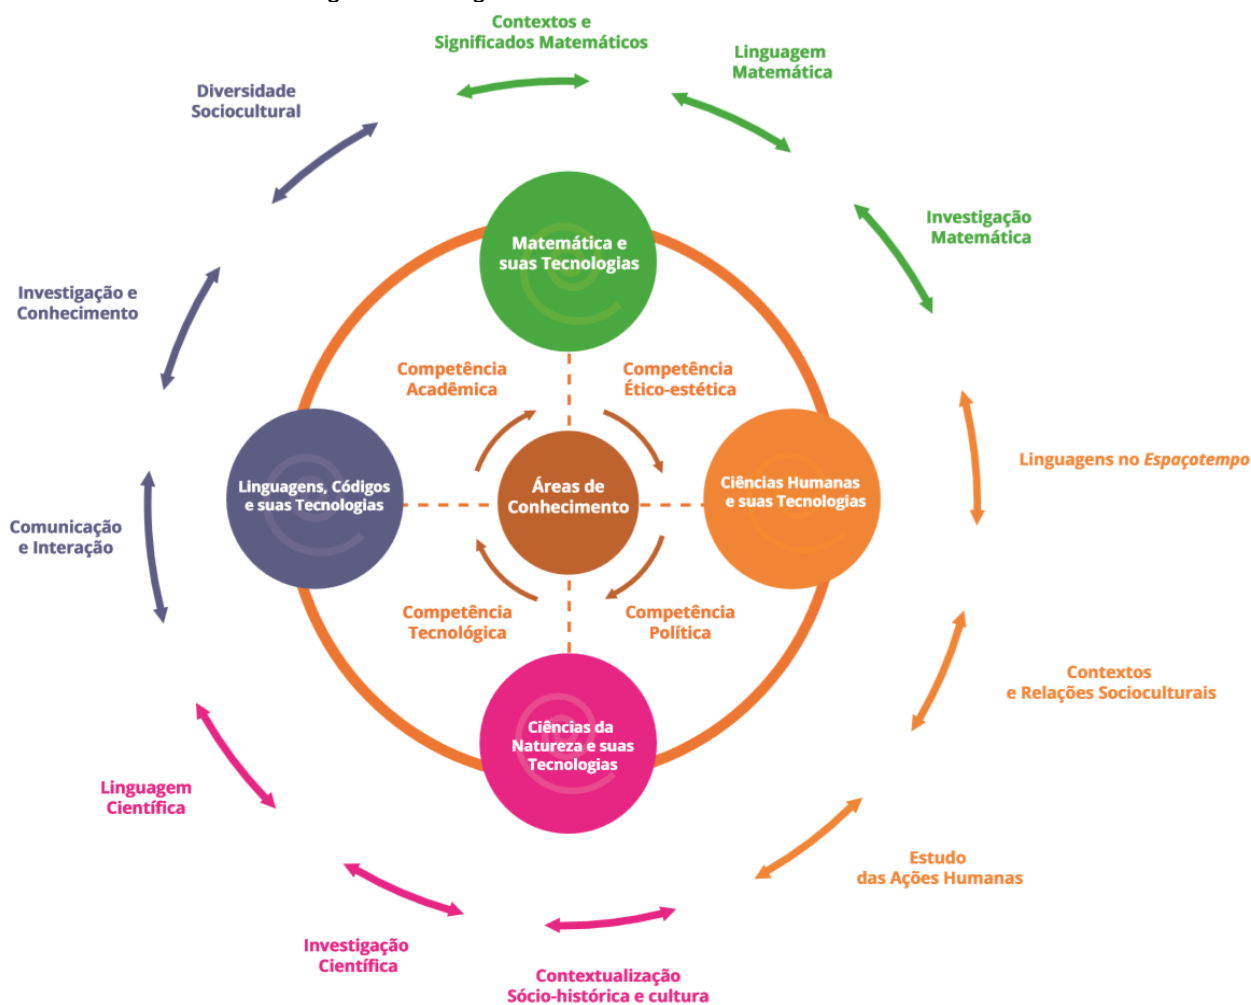 Contextos e
Significados Matemáticos
Linguagem
Matemática
Diversidade
Sociocultural
Investigação
Matemática
Matemática e
suas Tecnologias
Investigação e
Conhecimento
Competência
Acadêmica
Competência
Ético-estética
Linguagens no Espaçotempo
Linguagens, Códigos
e suas Tecnologias
Áreas de
Conhecimento
Ciências Humanas
e suas Tecnologias
Comunicação
e Interação
Competência
Tecnológica
Competência
Política
Contextos
e Relações Socioculturais
Ciências da
Natureza e suas
Tecnologias
Linguagem
Científica
Estudo
das Ações Humanas
Investigação
Científica
Contextualização
Sócio-histórica e cultura